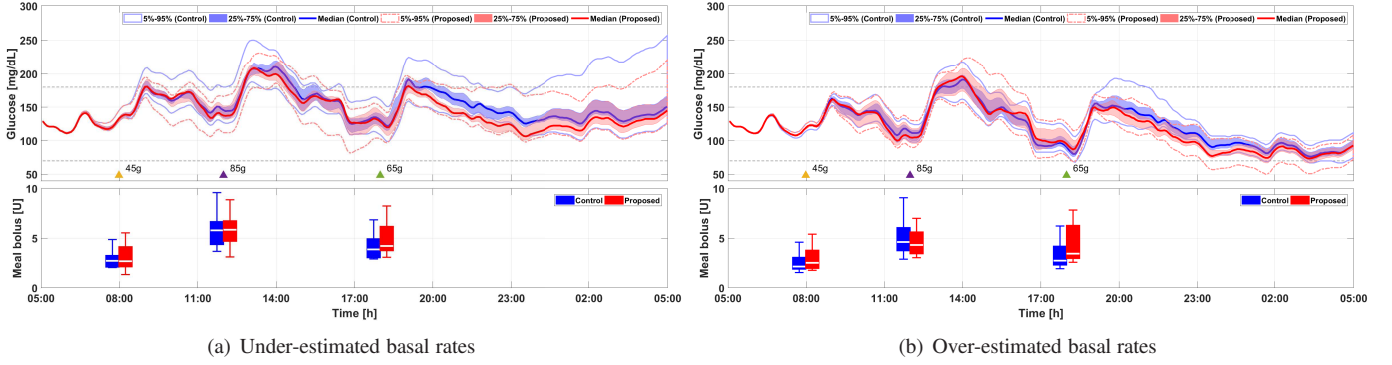 5%-95% (Control) 25%-75% (Control) Median (Control) 5%-95% (Proposed) 25%-75% (Proposed) Median (Proposed)
300
250
200
150
100
50
Glucose [mg/dL]
45g
85g
65g
10
5
0
Meal bolus [U]
Control Proposed
05:00 08:00 11:00 14:00 17:00 20:00 23:00 02:00 05:00
Time [h]
(a) Under-estimated basal rates
5%-95% (Control) 25%-75% (Control) Median (Control) 5%-95% (Proposed) 25%-75% (Proposed) Median (Proposed)
300
250
200
150
100
50
Glucose [mg/dL]
45g
85g
65g
10
5
0
Meal bolus [U]
Control Proposed
05:00 08:00 11:00 14:00 17:00 20:00 23:00 02:00 05:00
Time [h]
(b) Over-estimated basal rates